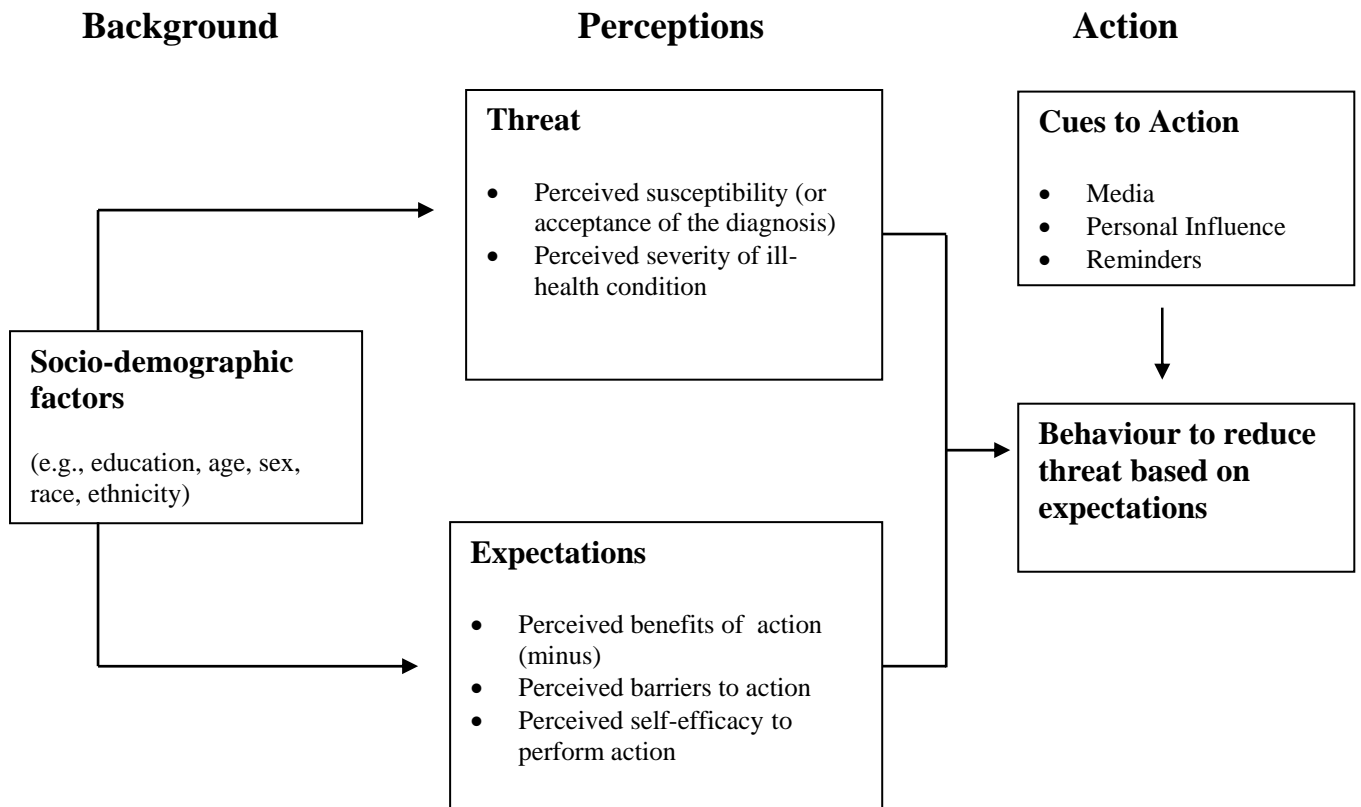 Background
Perceptions
Action
Threat
• Perceived susceptibility (or
acceptance of the diagnosis)
• Perceived severity of ill-
health condition
Cues to Action
• Media
• Personal Influence
• Reminders
Socio-demographic
factors
(e.g., education, age, sex,
race, ethnicity)
Behaviour to reduce
threat based on
expectations
Expectations
• Perceived benefits of action
(minus)
• Perceived barriers to action
• Perceived self-efficacy to
perform action